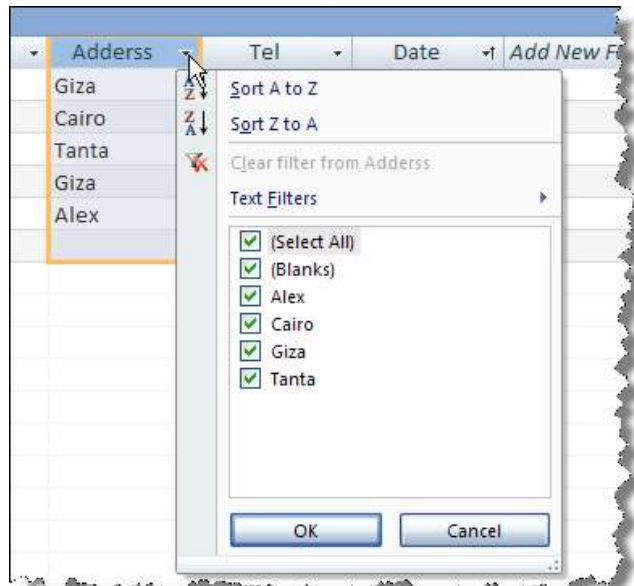 Adderss Tel Date Add New
Giza
Cairo
Tanta
Giza
Alex
Sort A to Z
Sort Z to A
Clear filter from Adderss
Text Filters
(Select All)
(Blanks)
Alex
Cairo
Giza
Tanta
OK Cancel